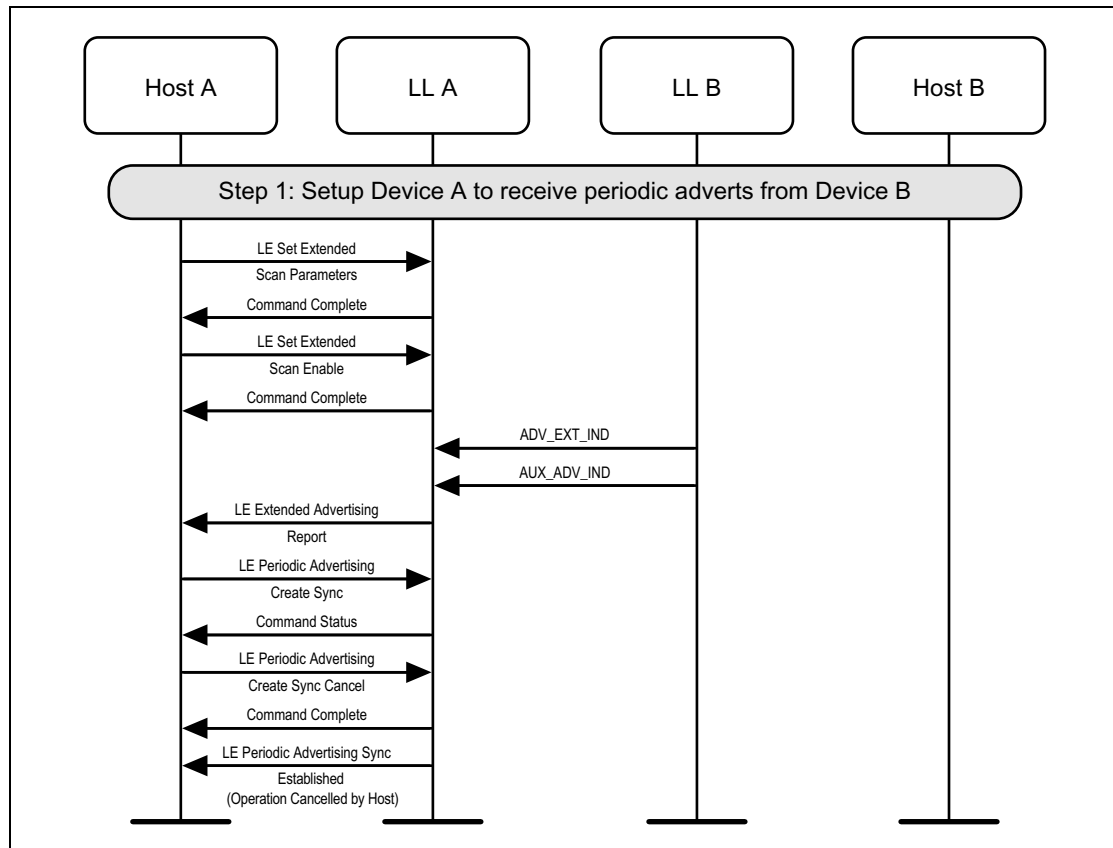 Host A
LL A
LL B
Host B
Step 1: Setup Device A to receive periodic adverts from Device B
LE Set Extended
Scan Parameters
Command Complete
LE Set Extended
Scan Enable
Command Complete
ADV_EXT_IND
AUX_ADV_IND
LE Extended Advertising
Report
LE Periodic Advertising
Create Sync
Command Status
LE Periodic Advertising
Create Sync Cancel
Command Complete
LE Periodic Advertising Sync
Established
(Operation Cancelled by Host)